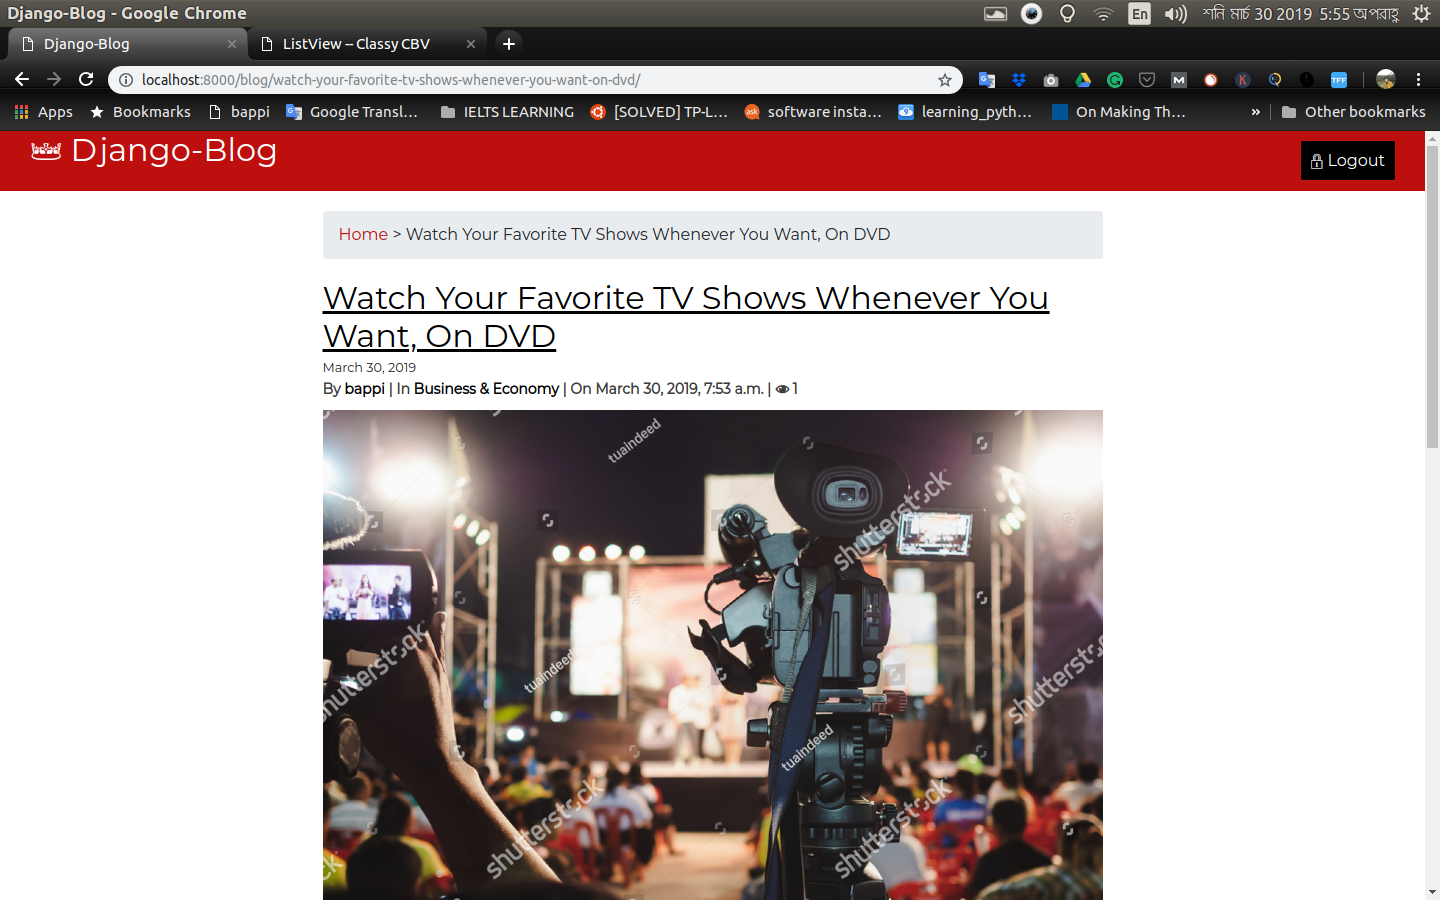 Django-Blog - Google Chrome
En
শনি মার্চ 30 2019 5:55 অপরাহ্ণ
Django-Blog
ListView -- Classy CBV
localhost:8000/blog/watch-your-favorite-tv-shows-whenever-you-want-on-dvd/
Apps
Bookmarks
bappi
Google Transl...
IELTS LEARNING
[SOLVED] TP-L...
software insta...
learning_pyth...
On Making Th...
»
Other bookmarks
Django-Blog
Logout
Home > Watch Your Favorite TV Shows Whenever You Want, On DVD
Watch Your Favorite TV Shows Whenever You
Want, On DVD
March 30, 2019
By bappi | In Business & Economy | On March 30, 2019, 7:53 a.m. | 1
tuaindeed
shutterstock
shutterstock
tuaindeed
shutterstock
tuaindeed
shutterstock
shutterstock